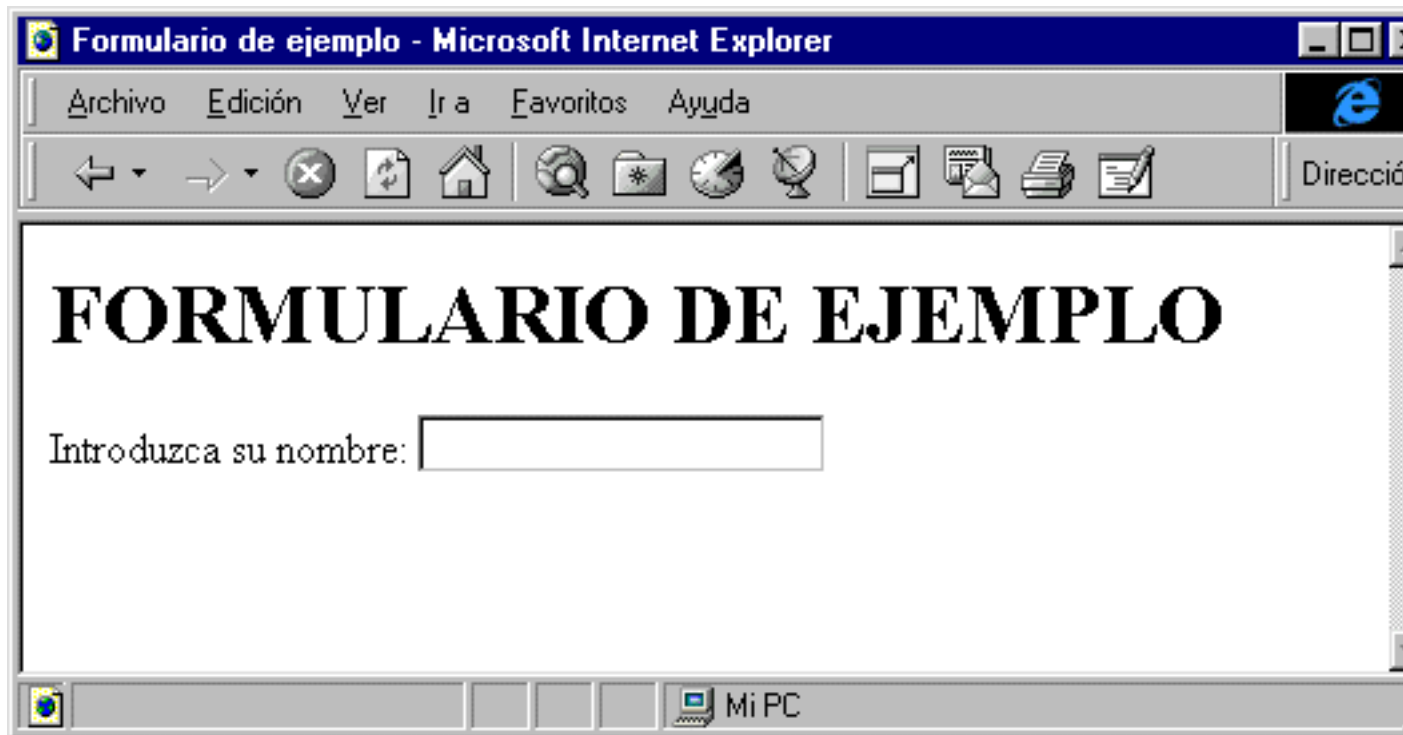 Formulario de ejemplo - Microsoft Internet Explorer
Archivo Edición Ver Ir a Favoritos Ayuda
Direcció
FORMULARIO DE EJEMPLO
Introduzca su nombre:
Mi PC